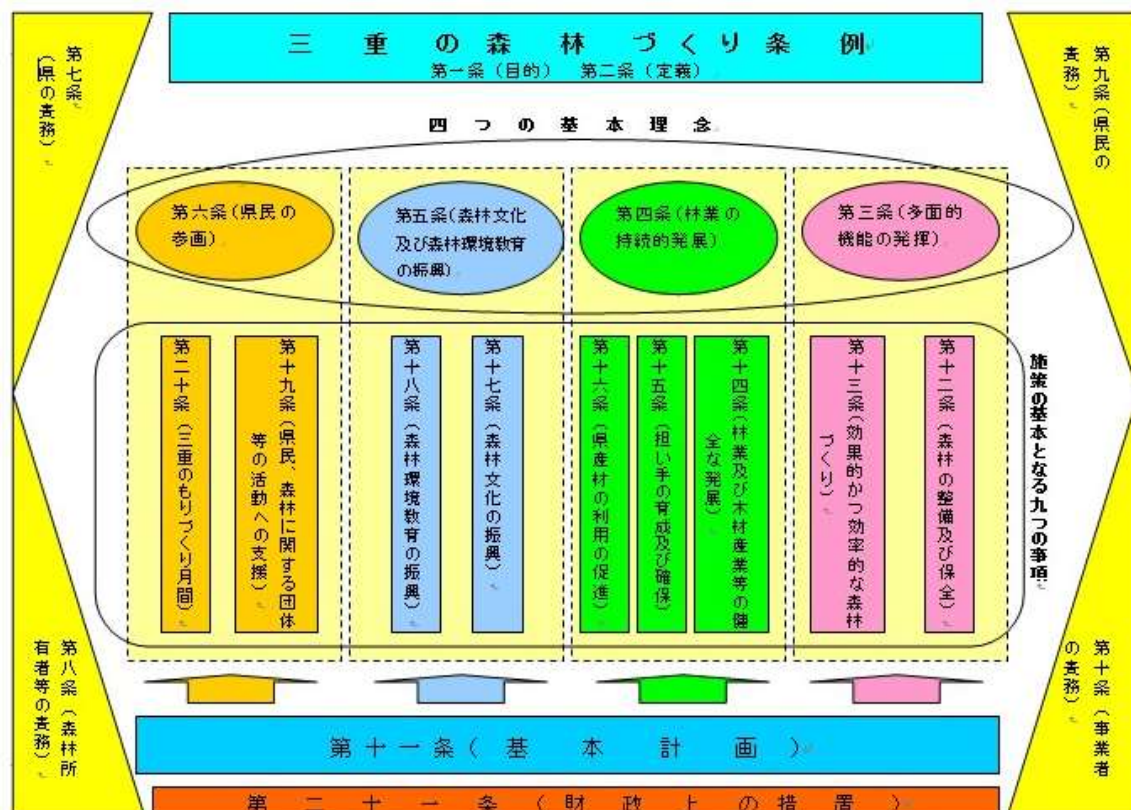 三重の森林づくり条例
第一条（目的）　第二条（定義）
第七条
（県の責務）
第九条（県民の
責務）
四つの基本理念
第六条（県民の
参画）
第五条（森林文化
及び森林環境教育
の振興）
第四条（林業の
持続的発展）
第三条（多面的
機能の発揮）
施策の基本となる九つの事項
第十二条（森林の整備及び保全）
第十三条（効果的かつ効率的な森林
づくり）
第十四条（林業及び木材産業等の健
全な発展）
第十五条（担い手の育成及び確保）
第十六条（県産材の利用の促進）
第十七条（森林文化の振興）
第十八条（森林環境教育の振興）
第十九条（県民、森林に関する団体
等の活動への支援）
第二十条（三重のもりづくり月間）
第八条（森林所
有者等の責務）
第十条（事業者
の責務）
第十一条（基本計画）
第二十一条（財政上の措置）